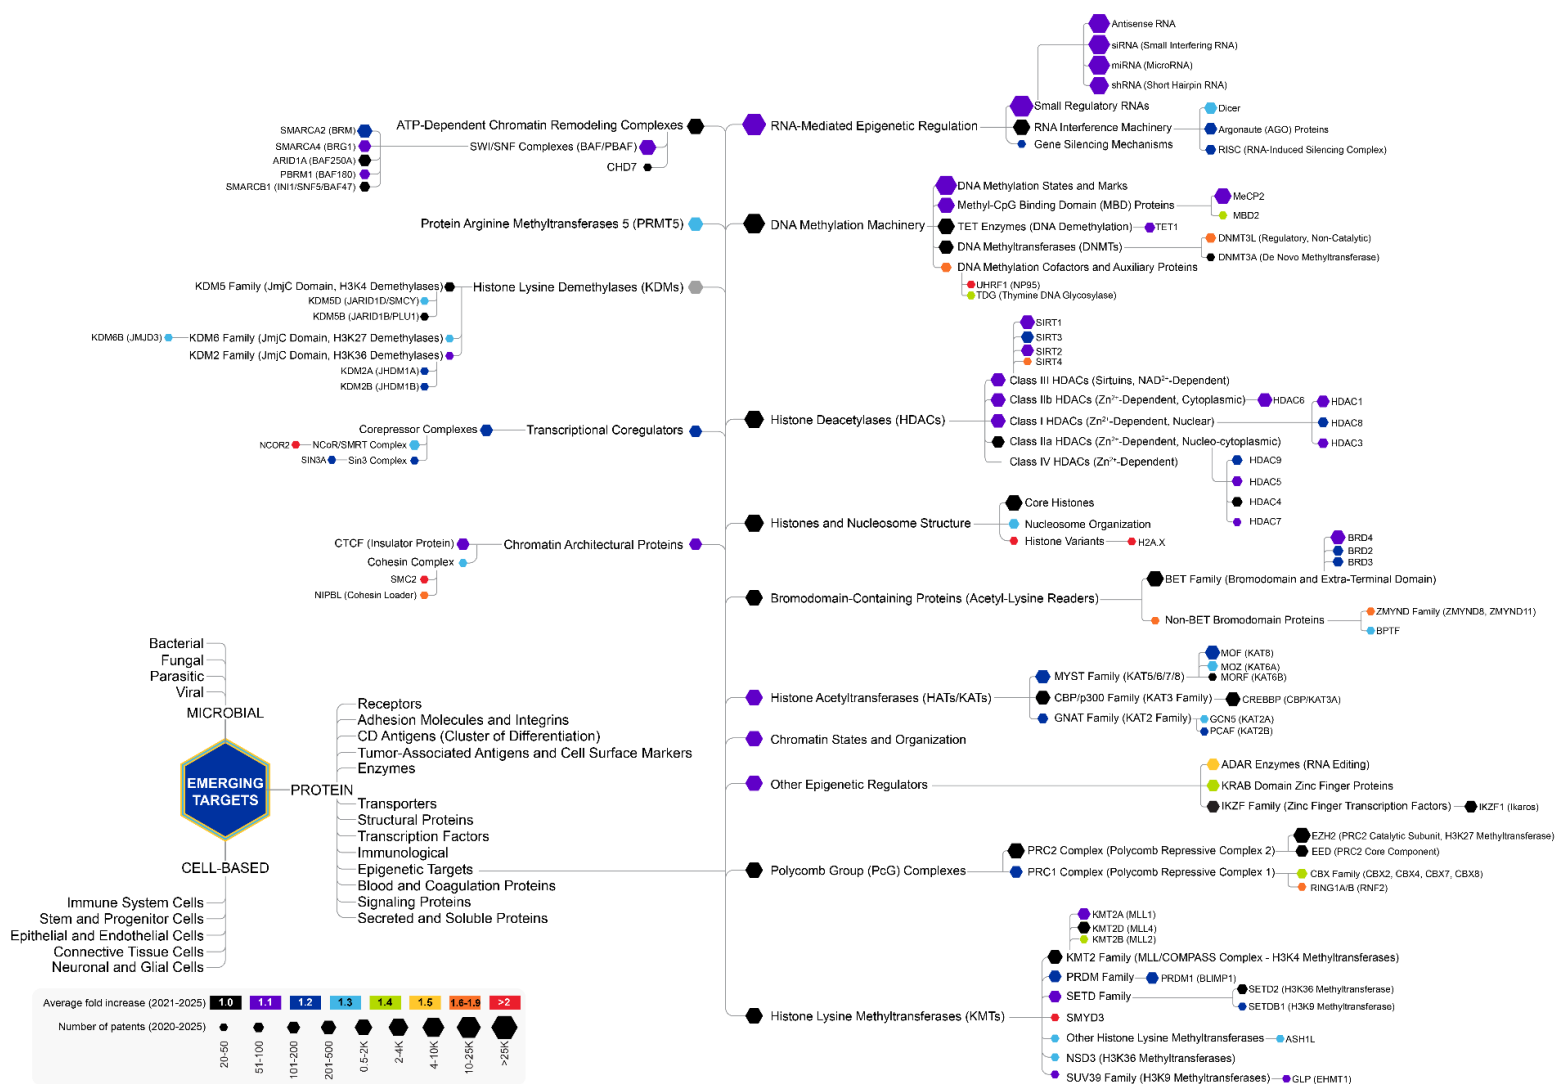 Antisense RNA
siRNA (Small Interfering RNA)
miRNA (MicroRNA)
shRNA (Short Hairpin RNA)
Small Regulatory RNAs
RNA-Mediated Epigenetic Regulation
RNA Interference Machinery
Gene Silencing Mechanisms
Dicer
Argonaute (AGO) Proteins
RISC (RNA-Induced Silencing Complex)
ATP-Dependent Chromatin Remodeling Complexes
SMARCA2 (BRM)
SMARCA4 (BRG1)
ARID1A (BAF250A)
PBRM1 (BAF180)
SMARCB1 (INI1/SNF5/BAF47)
SWI/SNF Complexes (BAF/PBAF)
CHD7
DNA Methylation States and Marks
Methyl-CpG Binding Domain (MBD) Proteins
MeCP2
MBD2
Protein Arginine Methyltransferases 5 (PRMT5)
DNA Methylation Machinery
TET Enzymes (DNA Demethylation)
TET1
DNA Methyltransferases (DNMTs)
DNMT3L (Regulatory, Non-Catalytic)
DNMT3A (De Novo Methyltransferase)
DNA Methylation Cofactors and Auxiliary Proteins
UHRF1 (NP95)
TDG (Thymine DNA Glycosylase)
KDM5 Family (JmjC Domain, H3K4 Demethylases)
Histone Lysine Demethylases (KDMs)
KDM5D (JARID1D/SMCY)
KDM5B (JARID1B/PLU1)
KDM6B (JMJD3)
KDM6 Family (JmjC Domain, H3K27 Demethylases)
KDM2 Family (JmjC Domain, H3K36 Demethylases)
KDM2A (JHDM1A)
KDM2B (JHDM1B)
SIRT1
SIRT3
SIRT2
SIRT4
Class III HDACs (Sirtuins, NAD²⁺-Dependent)
Class IIb HDACs (Zn²⁺-Dependent, Cytoplasmic)
HDAC6
Histone Deacetylases (HDACs)
Class I HDACs (Zn²⁺-Dependent, Nuclear)
HDAC1
HDAC8
HDAC3
Class IIa HDACs (Zn²⁺-Dependent, Nucleo-cytoplasmic)
Class IV HDACs (Zn²⁺-Dependent)
HDAC9
HDAC5
HDAC4
HDAC7
Corepressor Complexes
Transcriptional Coregulators
NCOR2
NCoR/SMRT Complex
SIN3A
Sin3 Complex
Histones and Nucleosome Structure
Core Histones
Nucleosome Organization
Histone Variants
H2A.X
CTCF (Insulator Protein)
Chromatin Architectural Proteins
Cohesin Complex
SMC2
NIPBL (Cohesin Loader)
BRD4
BRD2
BRD3
BET Family (Bromodomain and Extra-Terminal Domain)
Bromodomain-Containing Proteins (Acetyl-Lysine Readers)
Non-BET Bromodomain Proteins
ZMYND Family (ZMYND8, ZMYND11)
BPTF
Bacterial
Fungal
Parasitic
Viral
MICROBIAL
EMERGING
TARGETS
PROTEIN
CELL-BASED
Immune System Cells
Stem and Progenitor Cells
Epithelial and Endothelial Cells
Connective Tissue Cells
Neuronal and Glial Cells
Receptors
Adhesion Molecules and Integrins
CD Antigens (Cluster of Differentiation)
Tumor-Associated Antigens and Cell Surface Markers
Enzymes
Transporters
Structural Proteins
Transcription Factors
Immunological
Epigenetic Targets
Blood and Coagulation Proteins
Signaling Proteins
Secreted and Soluble Proteins
Histone Acetyltransferases (HATs/KATs)
MYST Family (KAT5/6/7/8)
MOF (KAT8)
MOZ (KAT6A)
MORF (KAT6B)
CBP/p300 Family (KAT3 Family)
CREBBP (CBP/KAT3A)
GNAT Family (KAT2 Family)
GCN5 (KAT2A)
PCAF (KAT2B)
Chromatin States and Organization
Other Epigenetic Regulators
ADAR Enzymes (RNA Editing)
KRAB Domain Zinc Finger Proteins
IKZF Family (Zinc Finger Transcription Factors)
IKZF1 (Ikaros)
Polycomb Group (PcG) Complexes
PRC2 Complex (Polycomb Repressive Complex 2)
EZH2 (PRC2 Catalytic Subunit, H3K27 Methyltransferase)
EED (PRC2 Core Component)
PRC1 Complex (Polycomb Repressive Complex 1)
CBX Family (CBX2, CBX4, CBX7, CBX8)
RING1A/B (RNF2)
KMT2A (MLL1)
KMT2D (MLL4)
KMT2B (MLL2)
KMT2 Family (MLL/COMPASS Complex - H3K4 Methyltransferases)
PRDM Family
PRDM1 (BLIMP1)
SETD Family
SETD2 (H3K36 Methyltransferase)
SETDB1 (H3K9 Methyltransferase)
Histone Lysine Methyltransferases (KMTs)
SMYD3
Other Histone Lysine Methyltransferases
ASH1L
NSD3 (H3K36 Methyltransferases)
SUV39 Family (H3K9 Methyltransferases)
GLP (EHMT1)
Average fold increase (2021-2025)
1.0 1.1 1.2 1.3 1.4 1.5 1.6-1.9 >2
Number of patents (2020-2025)
20-50 51-100 101-200 201-500 0.5-2K 2-4K 4-10K 10-25K >25K